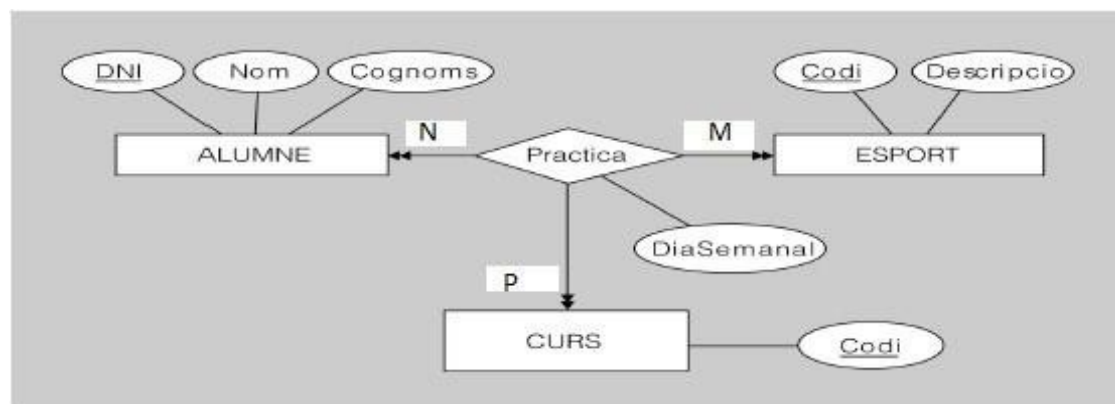 DNI Nom Cognoms Codi Descripcio
N M
ALUMNE Practica ESPORT
DiaSemanal
P
CURS Codi